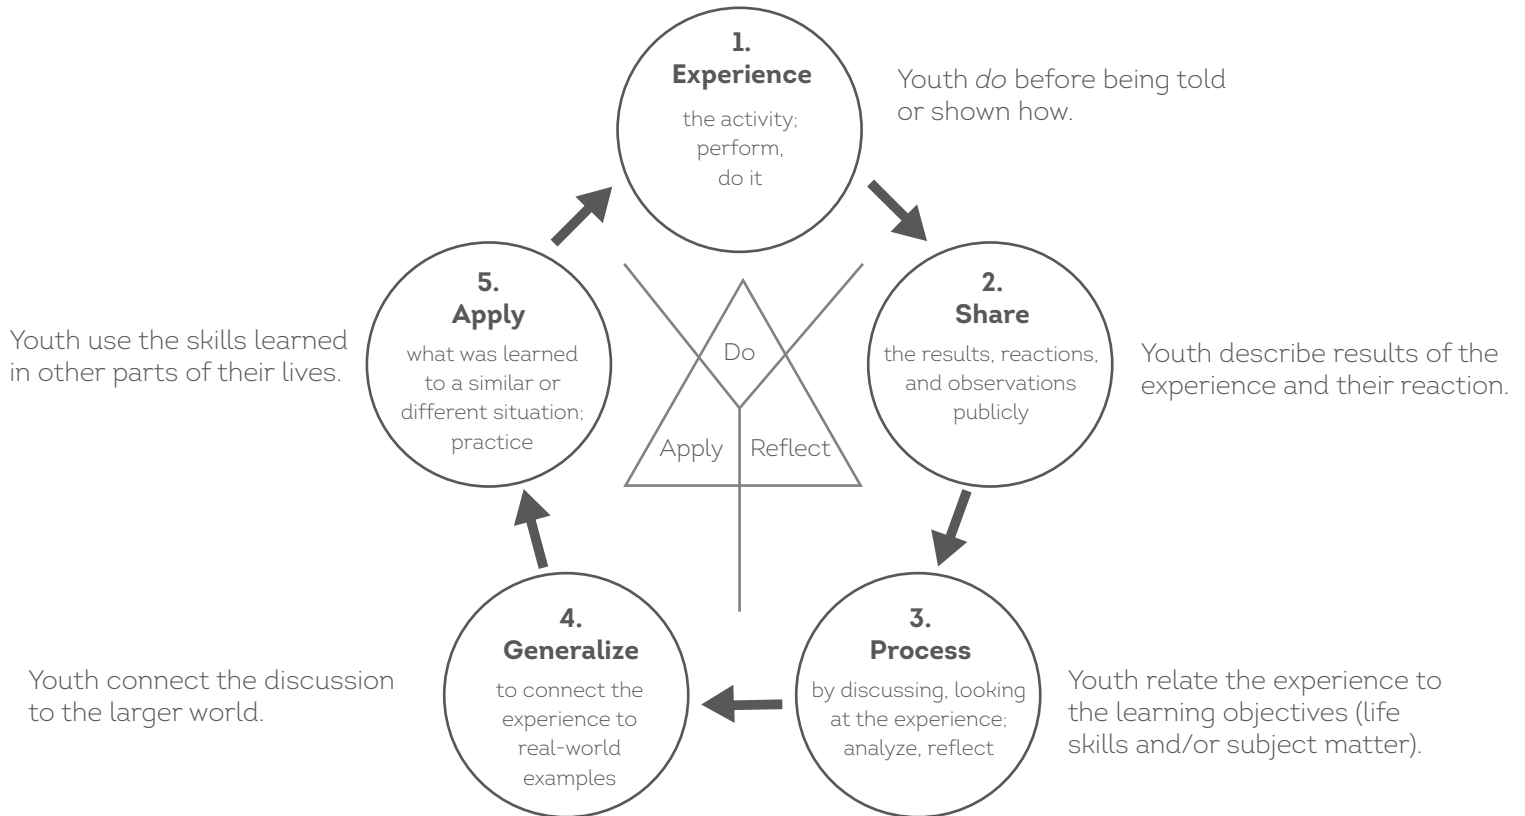 1.
Experience
the activity;
perform,
do it
Youth do before being told
or shown how.
2.
Share
the results, reactions,
and observations
publicly
Youth describe results of the
experience and their reaction.
3.
Process
by discussing, looking
at the experience;
analyze, reflect
Youth relate the experience to
the learning objectives (life
skills and/or subject matter).
4.
Generalize
to connect the
experience to
real-world
examples
Youth connect the discussion
to the larger world.
5.
Apply
what was learned
to a similar or
different situation;
practice
Youth use the skills learned
in other parts of their lives.
Do
Apply
Reflect